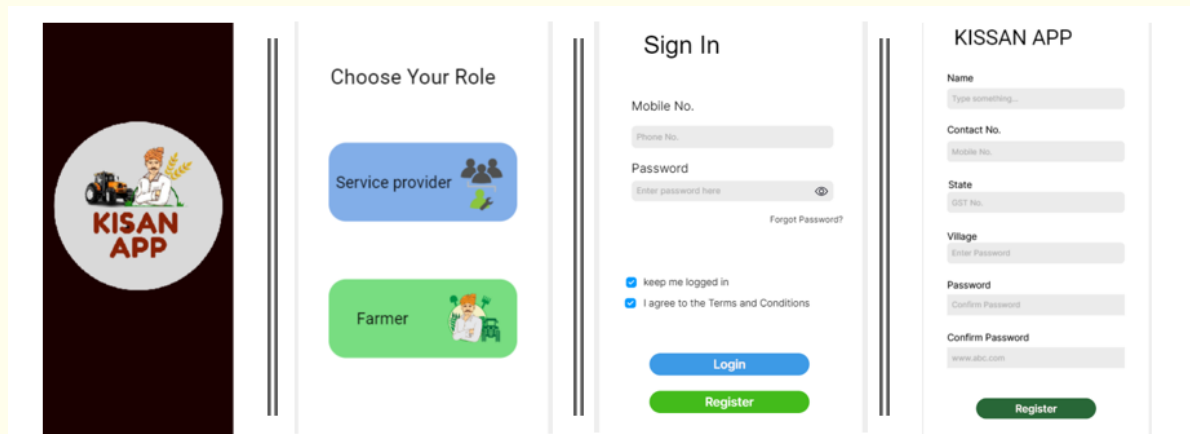 KISAN
APP
Choose Your Role
Service provider
Farmer
Sign In
Mobile No.
Phone No.
Password
Enter password here
Forgot Password?
keep me logged in
I agree to the Terms and Conditions
Login
Register
KISSAN APP
Name
Type something...
Contact No.
Mobile No.
State
GST No.
Village
Enter Password
Password
Confirm Password
Confirm Password
www.abc.com
Register